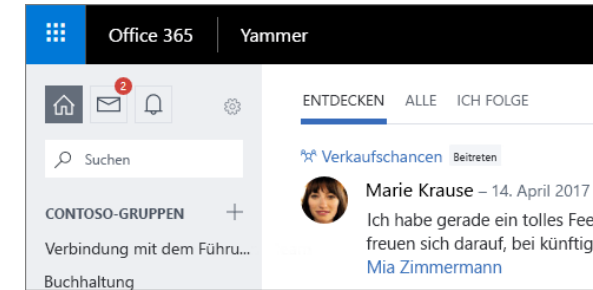 Office 365 Yammer
2
ENTDECKEN ALLE ICH FOLGE
Suchen
Verkaufschancen Beitreten
Marie Krause – 14. April 2017
CONTOSO-GRUPPEN
Ich habe gerade ein tolles Fee
Verbindung mit dem Führu...
freuen sich darauf, bei künftig
Mia Zimmermann
Buchhaltung